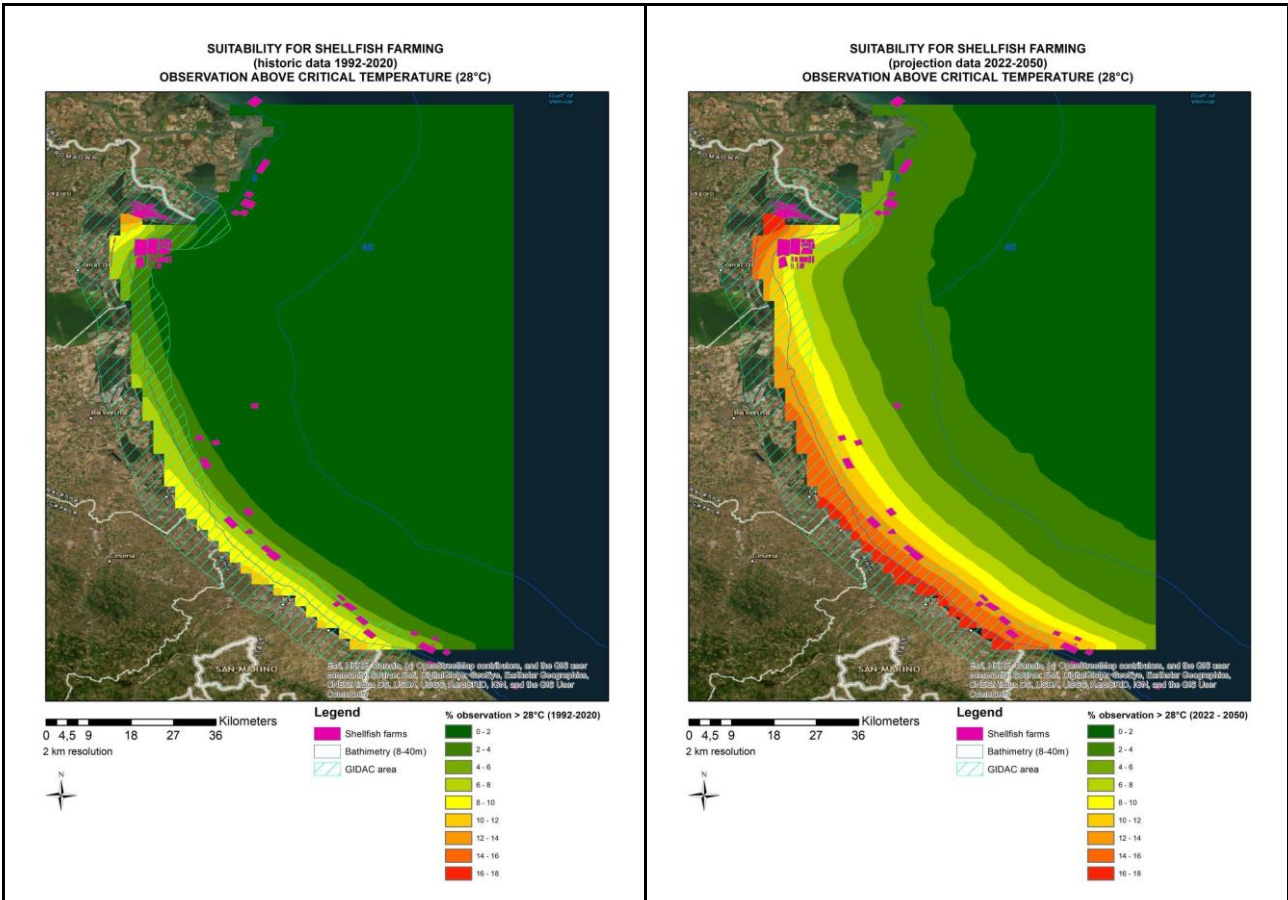 SUITABILITY FOR SHELLFISH FARMING
(historic data 1992-2020)
OBSERVATION ABOVE CRITICAL TEMPERATURE (28°C)
Gulf of
Venice
40
SAN MARINO
Kilometers
0 4,5 9 18 27 36
2 km resolution
N
Legend
Shellfish farms
Bathimetry (8-40m)
GIDAC area
% observation > 28°C (1992-2020)
0 - 2
2 - 4
4 - 6
6 - 8
8 - 10
10 - 12
12 - 14
14 - 16
16 - 18
SUITABILITY FOR SHELLFISH FARMING
(projection data 2022-2050)
OBSERVATION ABOVE CRITICAL TEMPERATURE (28°C)
Gulf of
Venice
40
SAN MARINO
Kilometers
0 4,5 9 18 27 36
2 km resolution
N
Legend
Shellfish farms
Bathimetry (8-40m)
GIDAC area
% observation > 28°C (2022 - 2050)
0 - 2
2 - 4
4 - 6
6 - 8
8 - 10
10 - 12
12 - 14
14 - 16
16 - 18